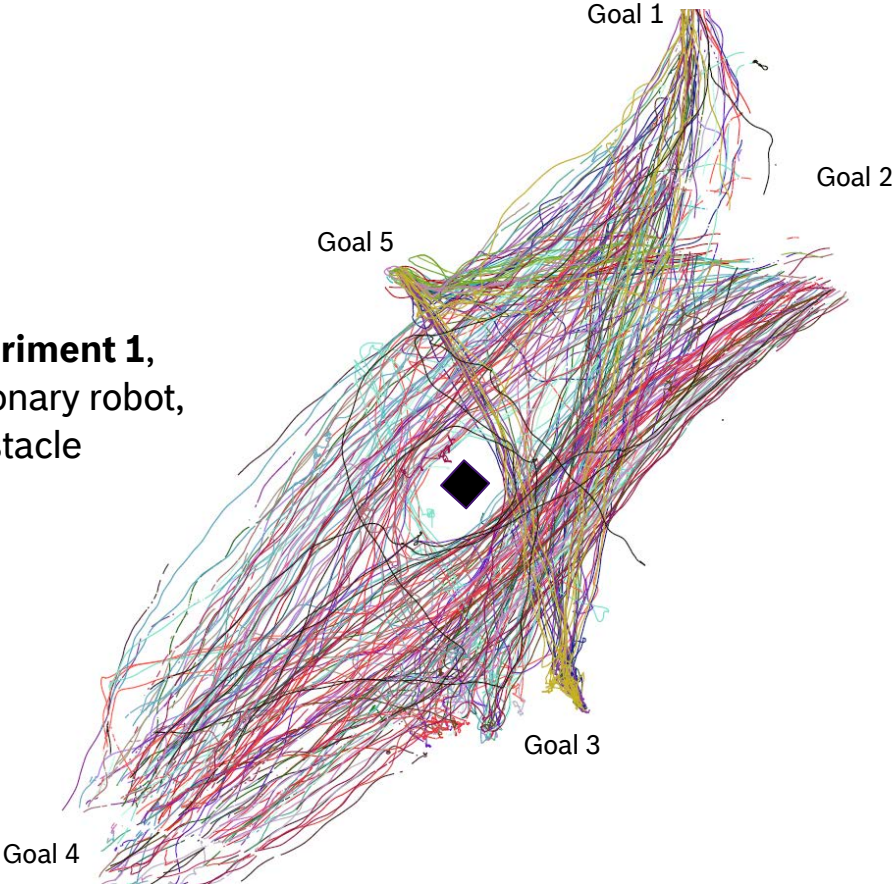 Goal 1
Goal 2
Goal 5
riment 1,
onary robot,
stacle
Goal 3
Goal 4